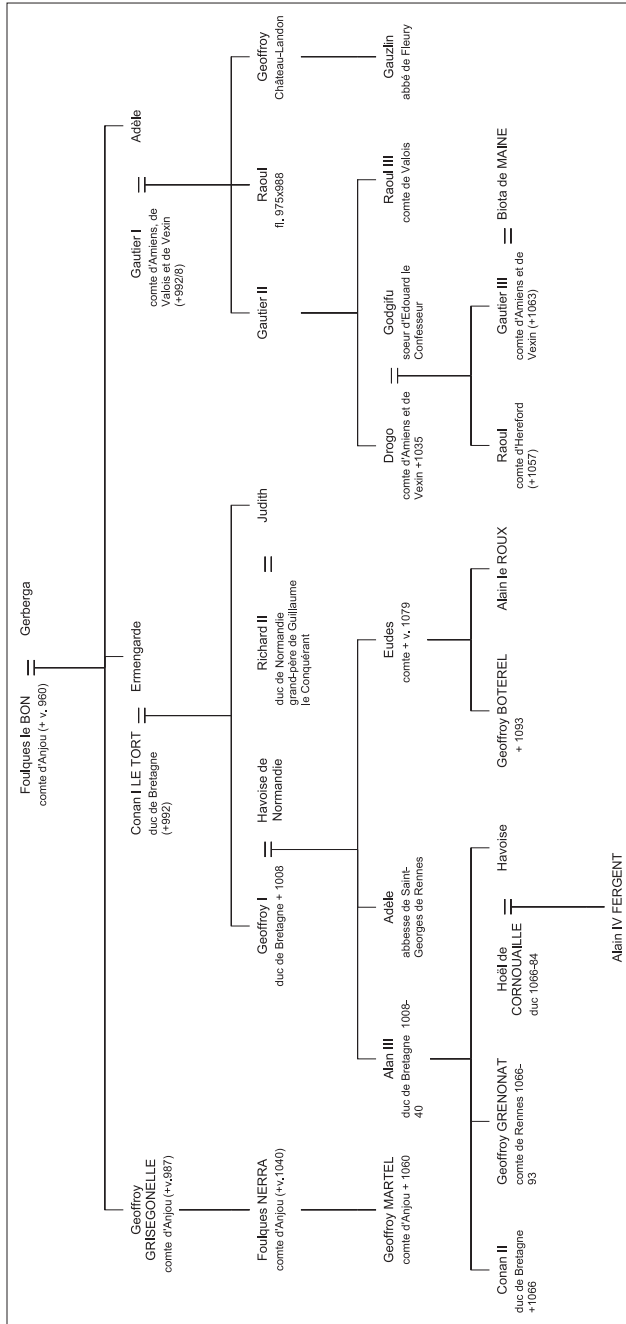 Foulques le BON
comte d'Anjou (+ v. 960)
Gerberga
Geoffroy
GRISEGONELLE
comte d'Anjou (+v.987)
Conan I LE TORT
duc de Bretagne
(+992)
Ermengarde
Gautier I
comte d'Amiens, de
Valois et de Vexin
(+992/8)
Adèle
Foulques NERRA
comte d'Anjou (+v.1040)
Geoffroy I
duc de Bretagne + 1008
Havoise de
Normandie
Richard II
duc de Normandie
grand-père de Guillaume
le Conquérant
Judith
Gautier II
Raoul
fl. 975x988
Geoffroy
Château-Landon
Geoffroy MARTEL
comte d'Anjou + 1060
Alan III
duc de Bretagne 1008-
40
Adèle
abbesse de Saint-
Georges de Rennes
Eudes
comte + v. 1079
Drogo
comte d'Amiens et de
Vexin +1035
Godgifu
soeur d'Edouard le
Confesseur
Raoul III
comte de Valois
Gauzlin
abbé de Fleury
Conan II
duc de Bretagne
+1066
Geoffroy GRENONAT
comte de Rennes 1066-
93
Hoël de
CORNOUAILLE
duc 1066-84
Havoise
Geoffroy BOTEREL
+ 1093
Alain le ROUX
Raoul
comte d'Hereford
(+1057)
Gautier III
comte d'Amiens et de
Vexin (+1063)
Biota de MAINE
Alain IV FERGENT